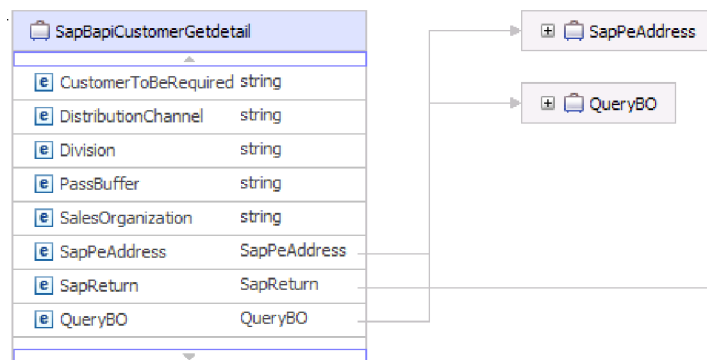 SapBapiCustomerGetdetail
CustomerToBeRequired string
DistributionChannel string
Division string
PassBuffer string
SalesOrganization string
SapPeAddress SapPeAddress
SapReturn SapReturn
QueryBO QueryBO
SapPeAddress
QueryBO